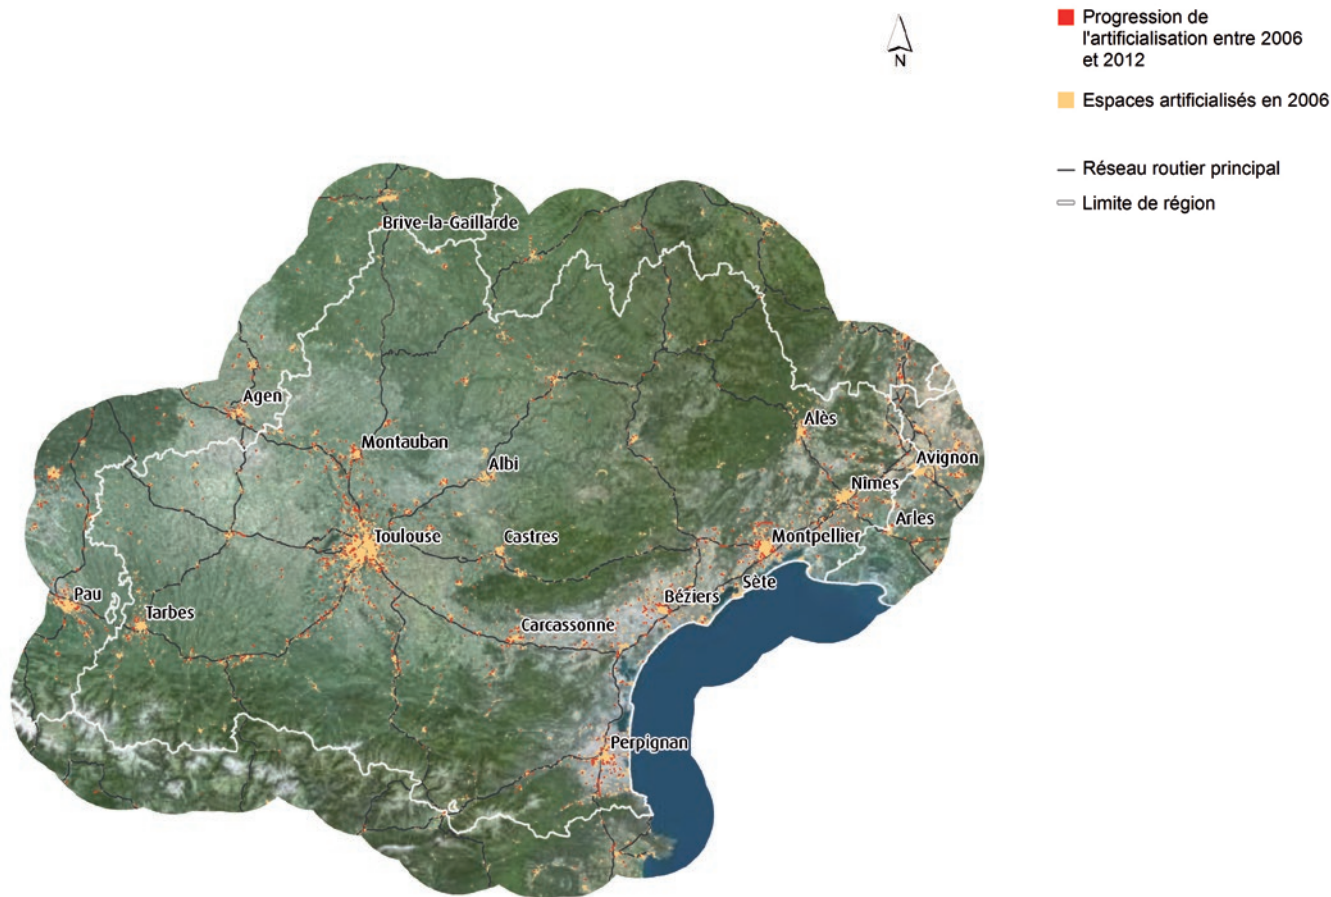 N
Progression de
l'artificialisation entre 2006
et 2012
Espaces artificialisés en 2006
Réseau routier principal
Limite de région
Brive-la-Gaillarde
Agen
Montauban
Albi
Alès
Avignon
Nîmes
Arles
Toulouse
Castres
Montpellier
Sète
Béziers
Pau
Tarbes
Carcassonne
Perpignan